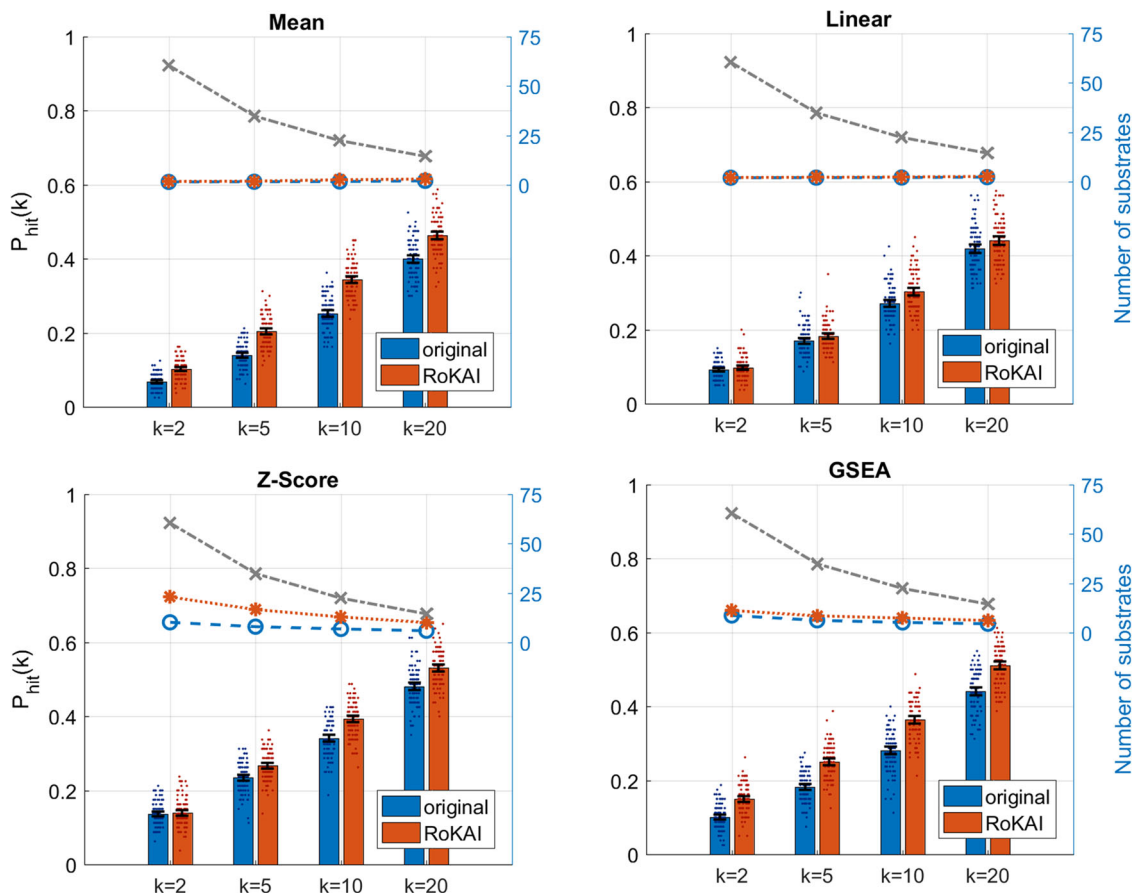 Mean
1
0.8
0.6
0.4
0.2
0
P_hit(k)
75
50
25
0
original
RoKAI
k=2 k=5 k=10 k=20
Linear
1
0.8
0.6
0.4
0.2
0
75
50
25
0
Number of substrates
original
RoKAI
k=2 k=5 k=10 k=20
Z-Score
1
0.8
0.6
0.4
0.2
0
P_hit(k)
75
50
25
0
original
RoKAI
k=2 k=5 k=10 k=20
GSEA
1
0.8
0.6
0.4
0.2
0
75
50
25
0
Number of substrates
original
RoKAI
k=2 k=5 k=10 k=20